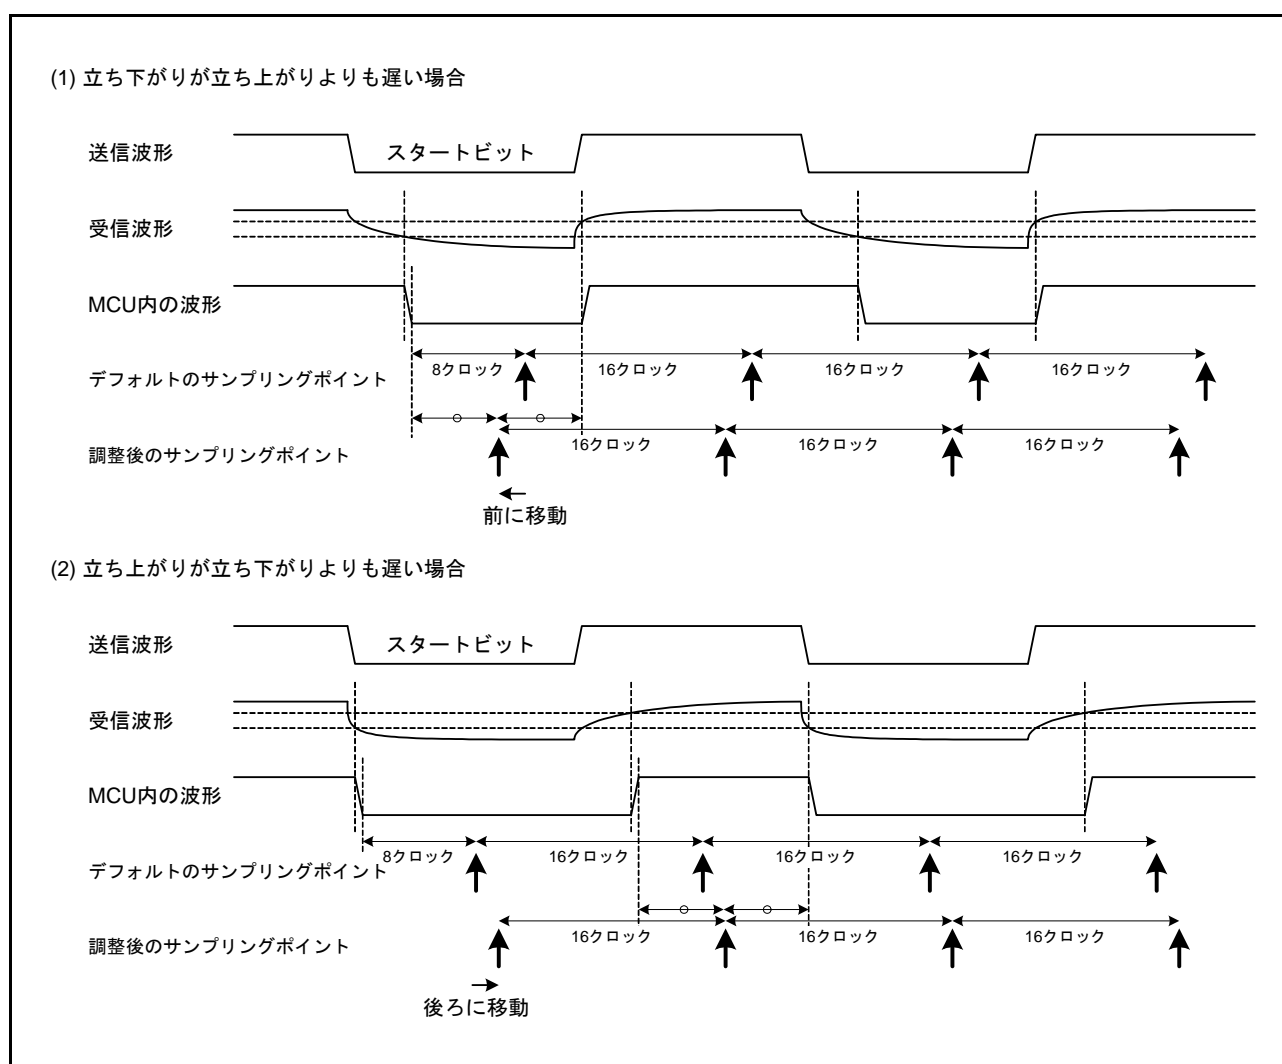 (1) 立ち下がりが立ち上がりよりも遅い場合
送信波形
スタートビット
受信波形
MCU内の波形
8クロック 16クロック 16クロック 16クロック
デフォルトのサンプリングポイント
16クロック 16クロック 16クロック
調整後のサンプリングポイント
前に移動
(2) 立ち上がりが立ち下がりよりも遅い場合
送信波形
スタートビット
受信波形
MCU内の波形
8クロック 16クロック 16クロック 16クロック
デフォルトのサンプリングポイント
16クロック 16クロック 16クロック
調整後のサンプリングポイント
後ろに移動